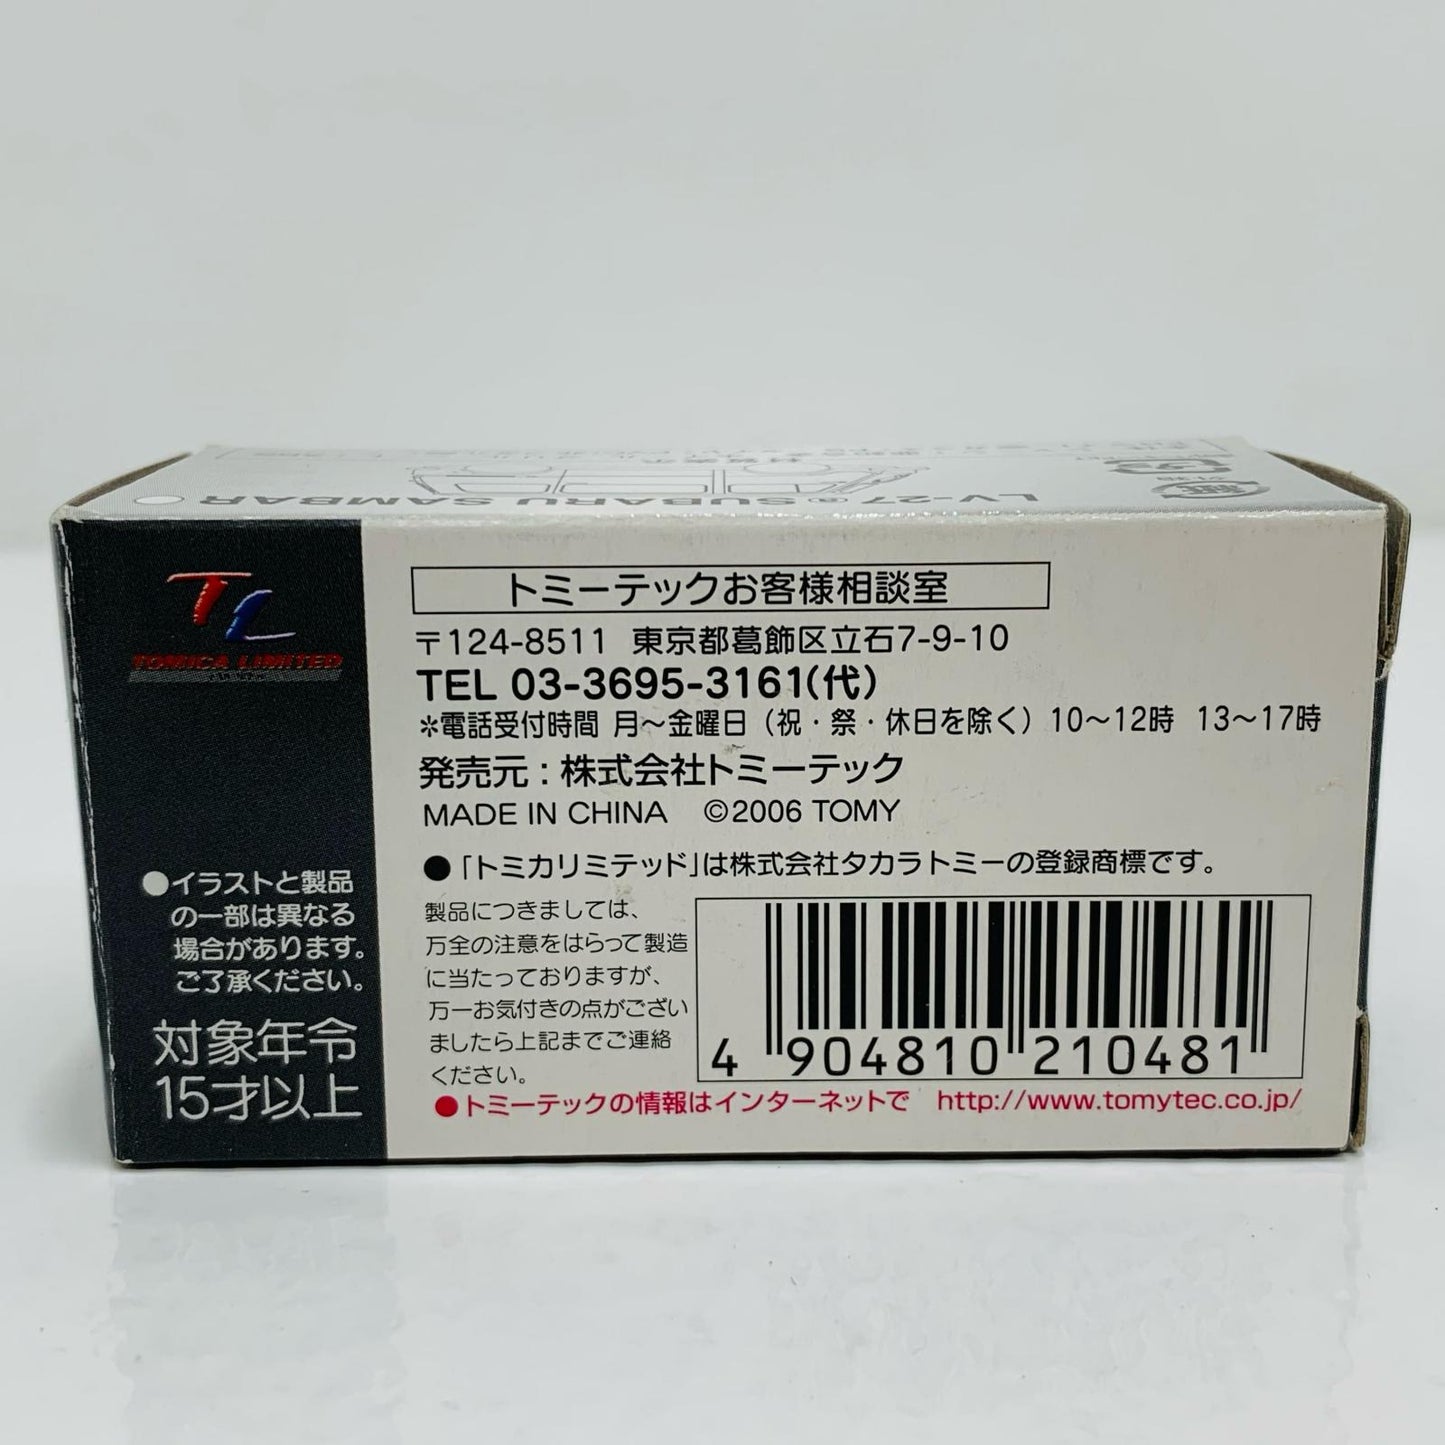 LV-27 a SUBARU SAMBAR
TL
TOMICA LIMITED
●イラストと製品
の一部は異なる
場合があります。
ご了承ください。
対象年令
15才以上
トミーテックお客様相談室
〒124-8511 東京都葛飾区立石7-9-10
TEL 03-3695-3161(代)
*電話受付時間 月～金曜日（祝・祭・休日を除く）10～12時 13～17時
発売元：株式会社トミーテック
MADE IN CHINA ©2006 TOMY
●「トミカリミテッド」は株式会社タカラトミーの登録商標です。
製品につきましては、
万全の注意をはらって製造
に当たっておりますが、
万一お気付きの点がござい
ましたら上記までご連絡
ください。
4 904810 210481
●トミーテックの情報はインターネットで http://www.tomytec.co.jp/